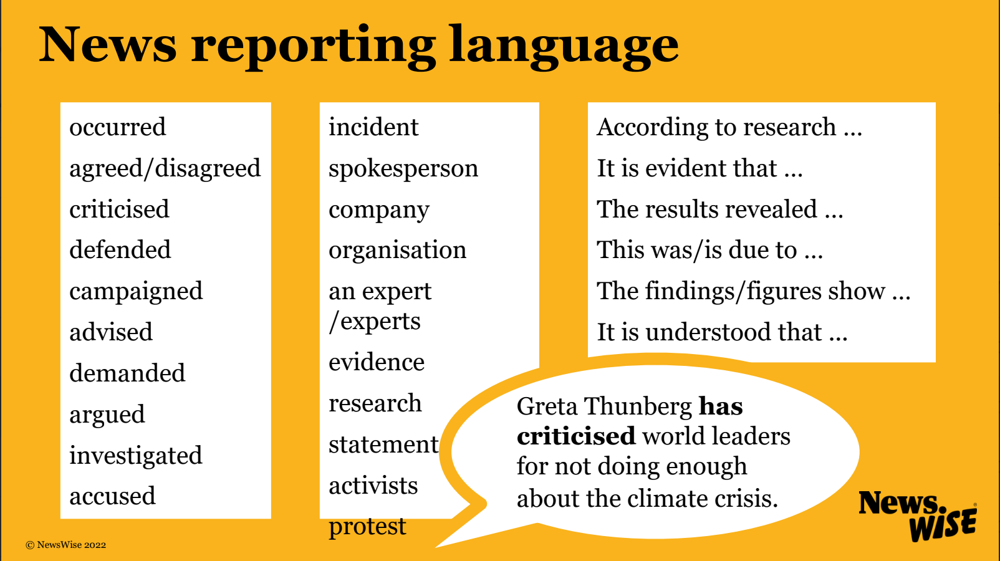 News reporting language
occurred
agreed/disagreed
criticised
defended
campaigned
advised
demanded
argued
investigated
accused
incident
spokesperson
company
organisation
an expert
/experts
evidence
research
statement
activists
protest
According to research ...
It is evident that ...
The results revealed ...
This was/is due to ...
The findings/figures show ...
It is understood that ...
Greta Thunberg has
criticised world leaders
for not doing enough
about the climate crisis.
News.
WiSE®
© NewsWise 2022